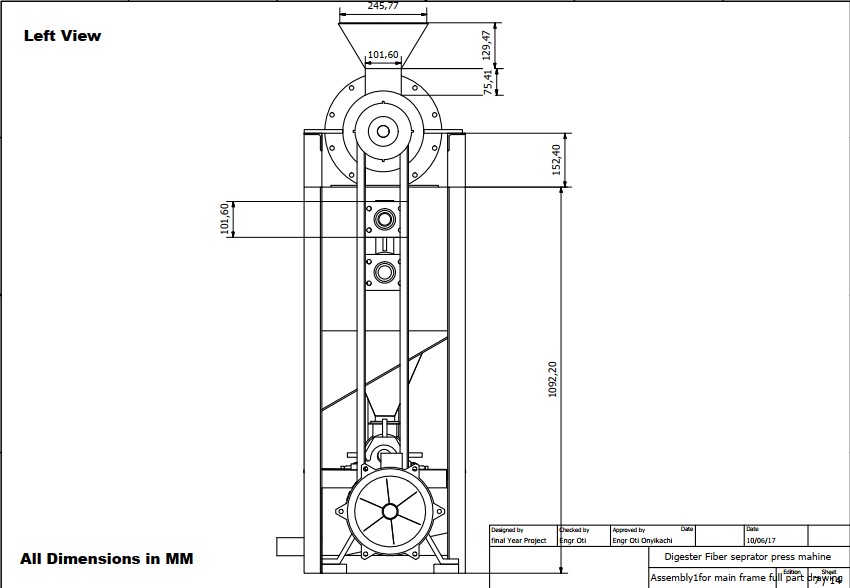 245,77
Left View
129,47
101,60
75,41
152,40
101,60
1092,20
All Dimensions in MM
Designed by
Checked by
Approved by
Date
Date
final Year Project
Engr Oti
Engr Oti Onyikachi
10/06/17
Digester Fiber seprator press mahine
Assembly1for main frame full part drawing
Edition
Sheet
7 / 14